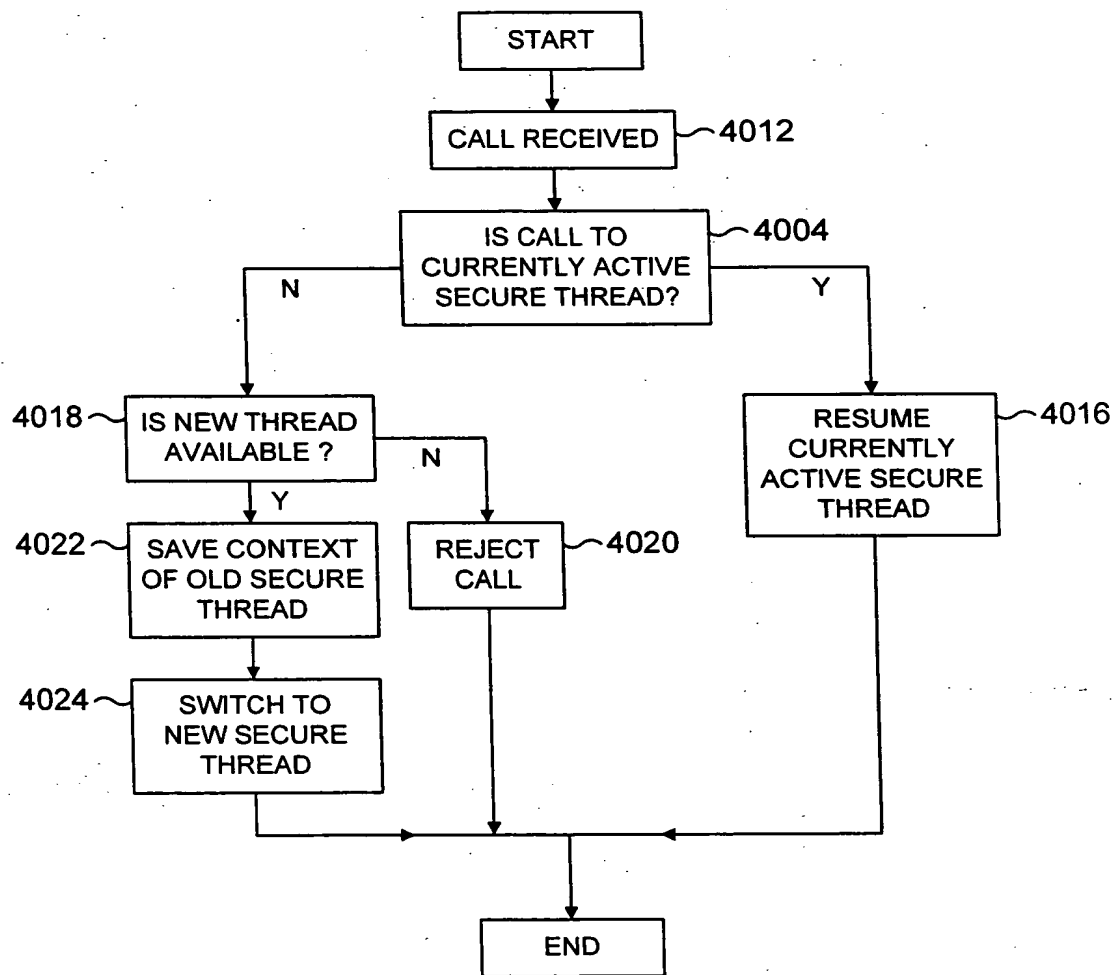 START
CALL RECEIVED
4012
IS CALL TO
CURRENTLY ACTIVE
SECURE THREAD?
4004
N
Y
4018
IS NEW THREAD
AVAILABLE ?
N
Y
RESUME
CURRENTLY
ACTIVE SECURE
THREAD
4016
4022
SAVE CONTEXT
OF OLD SECURE
THREAD
REJECT
CALL
4020
4024
SWITCH TO
NEW SECURE
THREAD
END